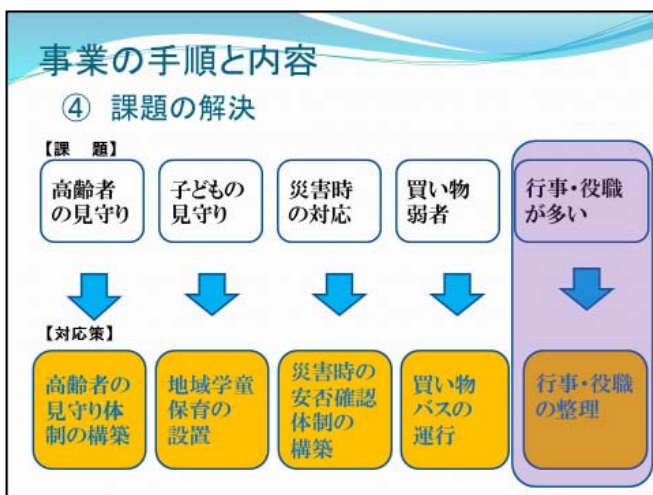 事業の手順と内容
④ 課題の解決
【課　題】
高齢者
の見守り
子どもの
見守り
災害時
の対応
買い物
弱者
行事・役職
が多い
【対応策】
高齢者の
見守り体
制の構築
地域学童
保育の
設置
災害時の
安否確認
体制の
構築
買い物
バスの
運行
行事・役職
の整理